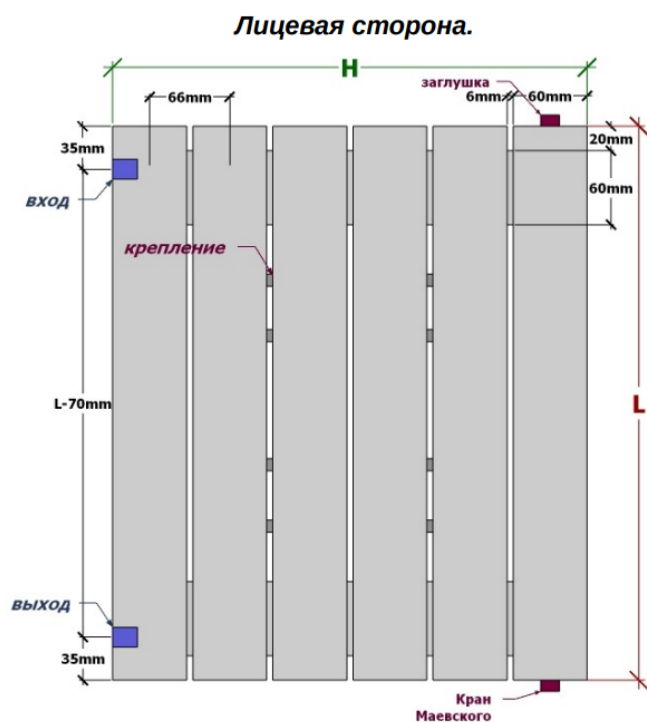 Лицевая сторона.
H
заглушка
66mm
6mm
60mm
35mm
20mm
вход
60mm
крепление
L-70mm
L
выход
35mm
Кран
Маевского